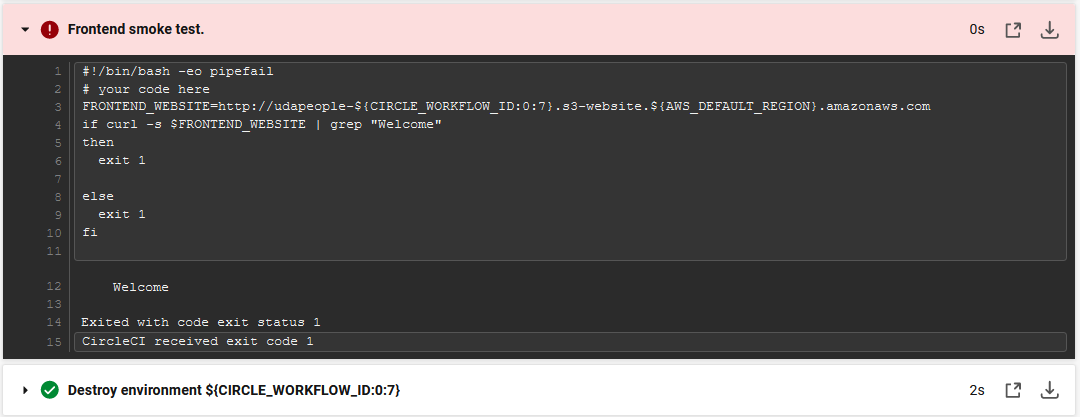 Frontend smoke test. 0s
1 #!/bin/bash -eo pipefail
2 # your code here
3 FRONTEND_WEBSITE=http://udapeople-${CIRCLE_WORKFLOW_ID:0:7}.s3-website.${AWS_DEFAULT_REGION}.amazonaws.com
4 if curl -s $FRONTEND_WEBSITE | grep "Welcome"
5 then
6   exit 1
7
8 else
9   exit 1
10 fi
11
12     Welcome
13
14 Exited with code exit status 1
15 CircleCI received exit code 1
Destroy environment ${CIRCLE_WORKFLOW_ID:0:7} 2s